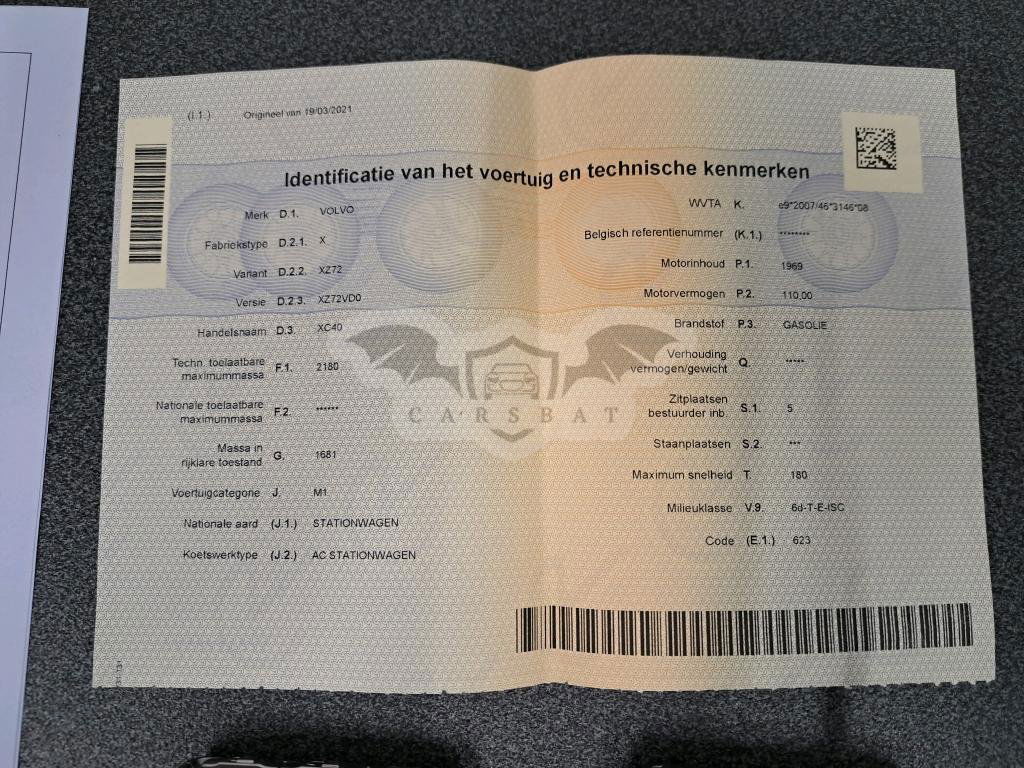 (I.1.) Origineel van 19/03/2021
Identificatie van het voertuig en technische kenmerken
Merk D.1. VOLVO
Fabriekstype D.2.1. X
Variant D.2.2. XZ72
Versie D.2.3. XZ72VD0
Handelsnaam D.3. XC40
Techn. toelaatbare
maximummassa F.1. 2180
Nationale toelaatbare
maximummassa F.2. ******
Massa in
rijklare toestand G. 1681
Voertuigcategorie J. M1
Nationale aard (J.1.) STATIONWAGEN
Koetswerktype (J.2.) AC STATIONWAGEN
WVTA K. e9*2007/46*3146*08
Belgisch referentienummer (K.1.) ********
Motorinhoud P.1. 1969
Motorvermogen P.2. 110,00
Brandstof P.3. GASOLIE
Verhouding
vermogen/gewicht Q. *****
Zitplaatsen
bestuurder inb. S.1. 5
Staanplaatsen S.2. ***
Maximum snelheid T. 180
Milieuklasse V.9. 6d-T-E-ISC
Code (E.1.) 623
CARSBAT